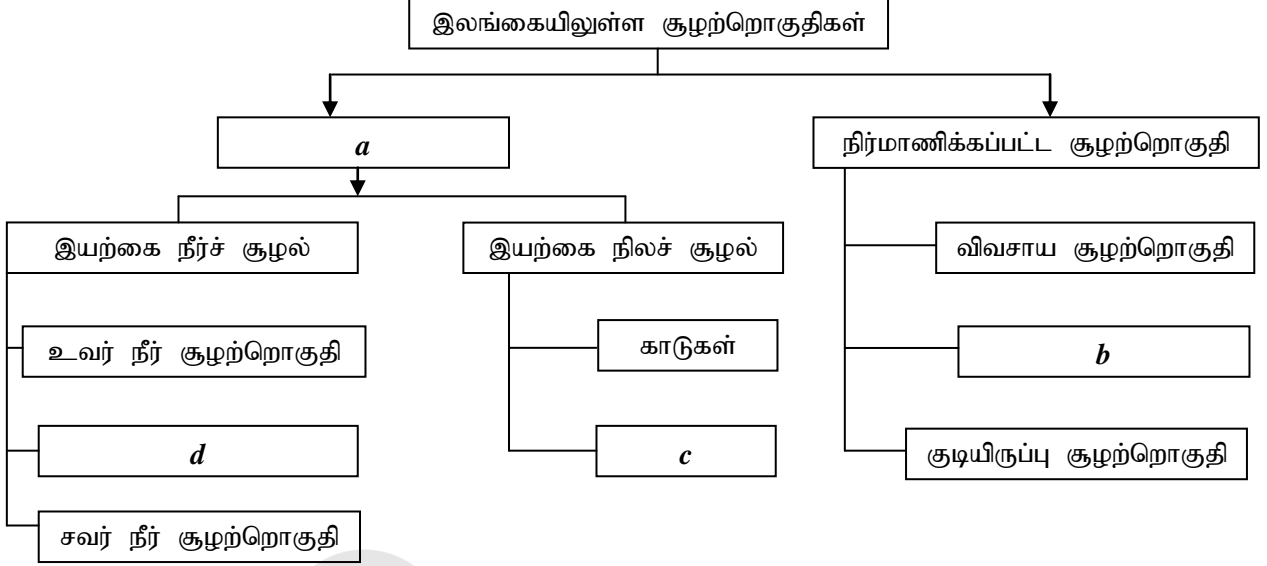 இலங்கையிலுள்ள சூழற்றொகுதிகள்
a
நிர்மாணிக்கப்பட்ட சூழற்றொகுதி
இயற்கை நீர்ச் சூழல்
இயற்கை நிலச் சூழல்
விவசாய சூழற்றொகுதி
உவர் நீர் சூழற்றொகுதி
காடுகள்
b
d
c
குடியிருப்பு சூழற்றொகுதி
சவர் நீர் சூழற்றொகுதி